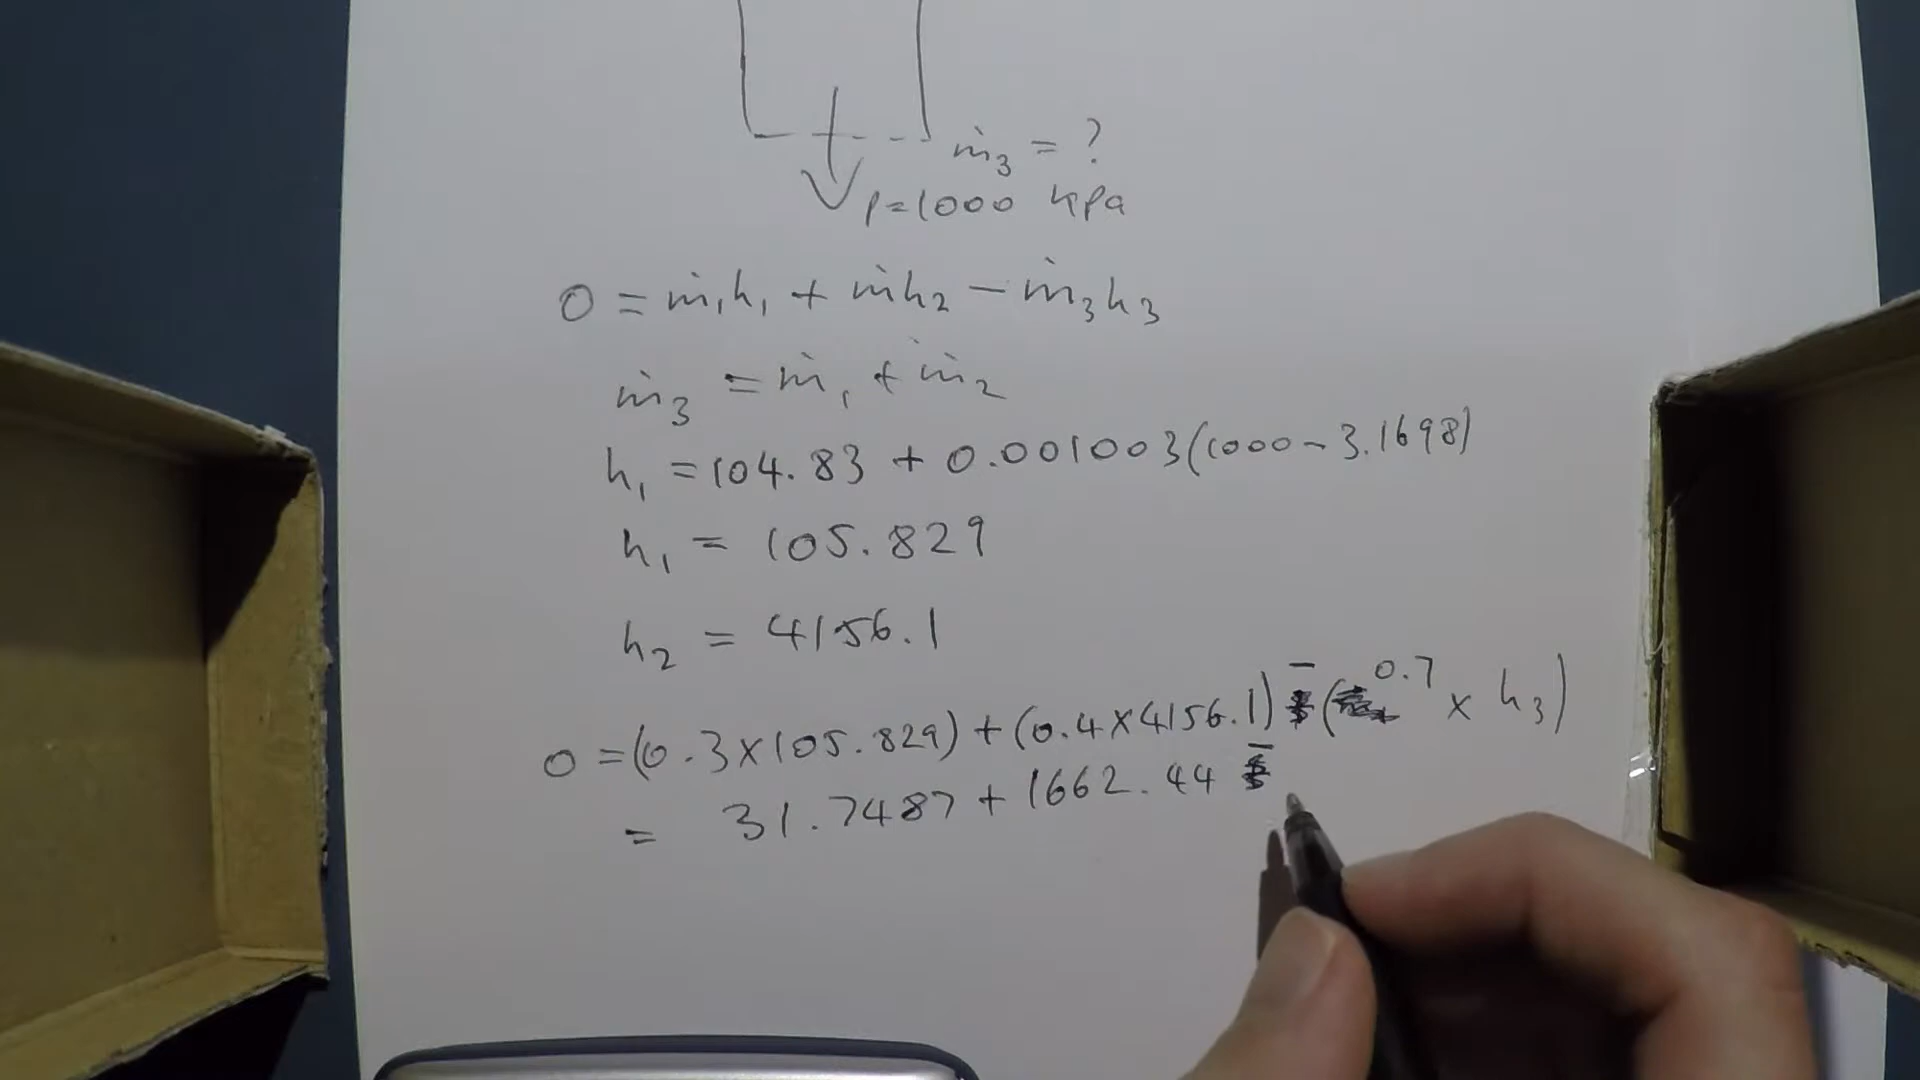 ṁ₃ = ?
P=1000 kPa
0 = ṁ₁h₁ + ṁh₂ − ṁ₃h₃
ṁ₃ = ṁ₁ + ṁ₂
h₁ = 104.83 + 0.001003(1000 − 3.1698)
h₁ = 105.829
h₂ = 4156.1
0 = (0.3×105.829) + (0.4×4156.1) − (0.7 × h₃)
= 31.7487 + 1662.44 −